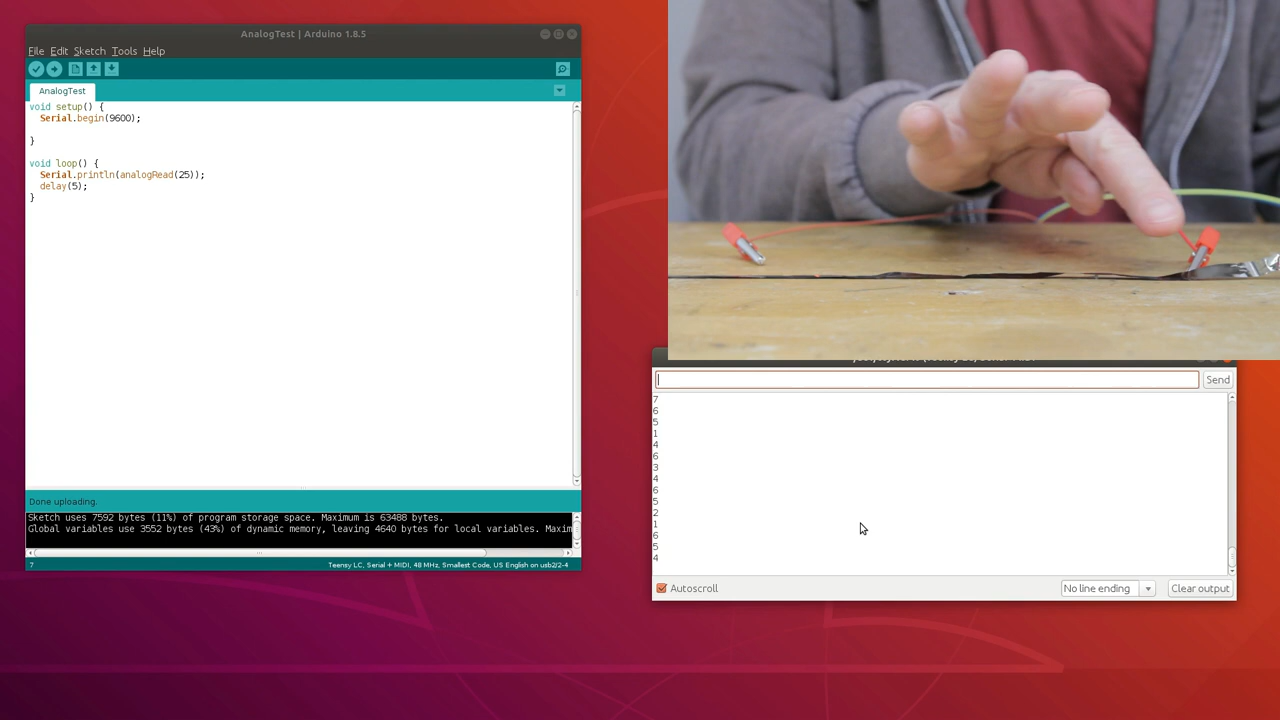 AnalogTest | Arduino 1.8.5
File Edit Sketch Tools Help
AnalogTest
void setup() {
Serial.begin(9600);
}
void loop() {
Serial.println(analogRead(25));
delay(5);
}
Done uploading.
Sketch uses 7592 bytes (11%) of program storage space. Maximum is 63488 bytes.
Global variables use 3552 bytes (43%) of dynamic memory, leaving 4640 bytes for local variables. Maxim
7
Teensy LC, Serial + MIDI, 48 MHz, Smallest Code, US English on usb2/2-4
Send
7
6
5
1
4
6
3
4
6
5
2
1
6
5
4
Autoscroll
No line ending
Clear output